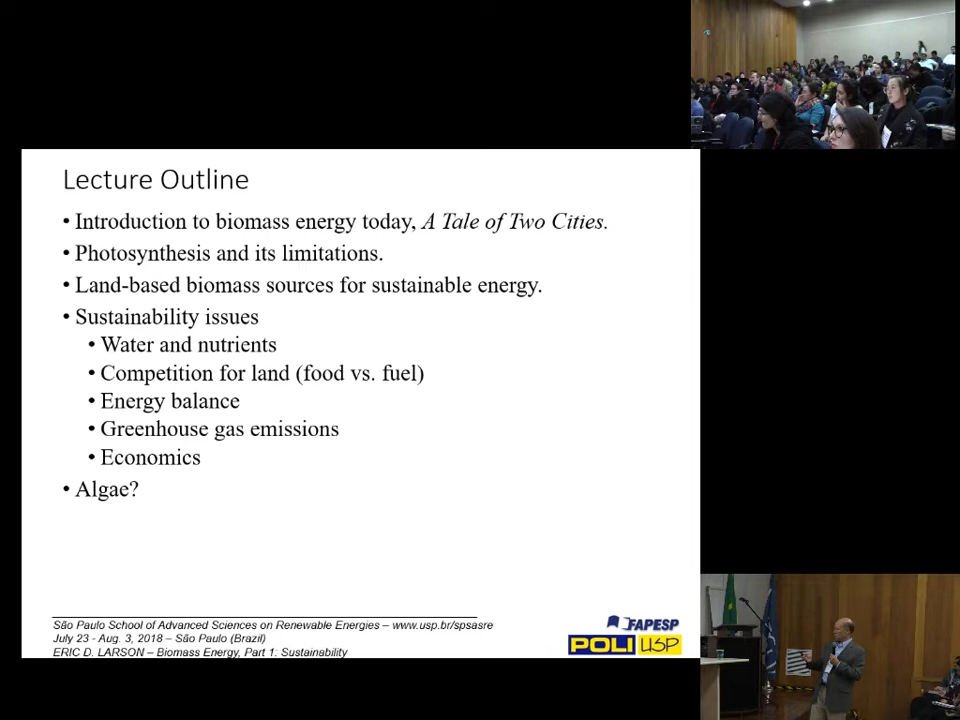 Lecture Outline
• Introduction to biomass energy today, A Tale of Two Cities.
• Photosynthesis and its limitations.
• Land-based biomass sources for sustainable energy.
• Sustainability issues
• Water and nutrients
• Competition for land (food vs. fuel)
• Energy balance
• Greenhouse gas emissions
• Economics
• Algae?
São Paulo School of Advanced Sciences on Renewable Energies – www.usp.br/spsasre
July 23 - Aug. 3, 2018 – São Paulo (Brazil)
ERIC D. LARSON – Biomass Energy, Part 1: Sustainability
FAPESP
POLI USP